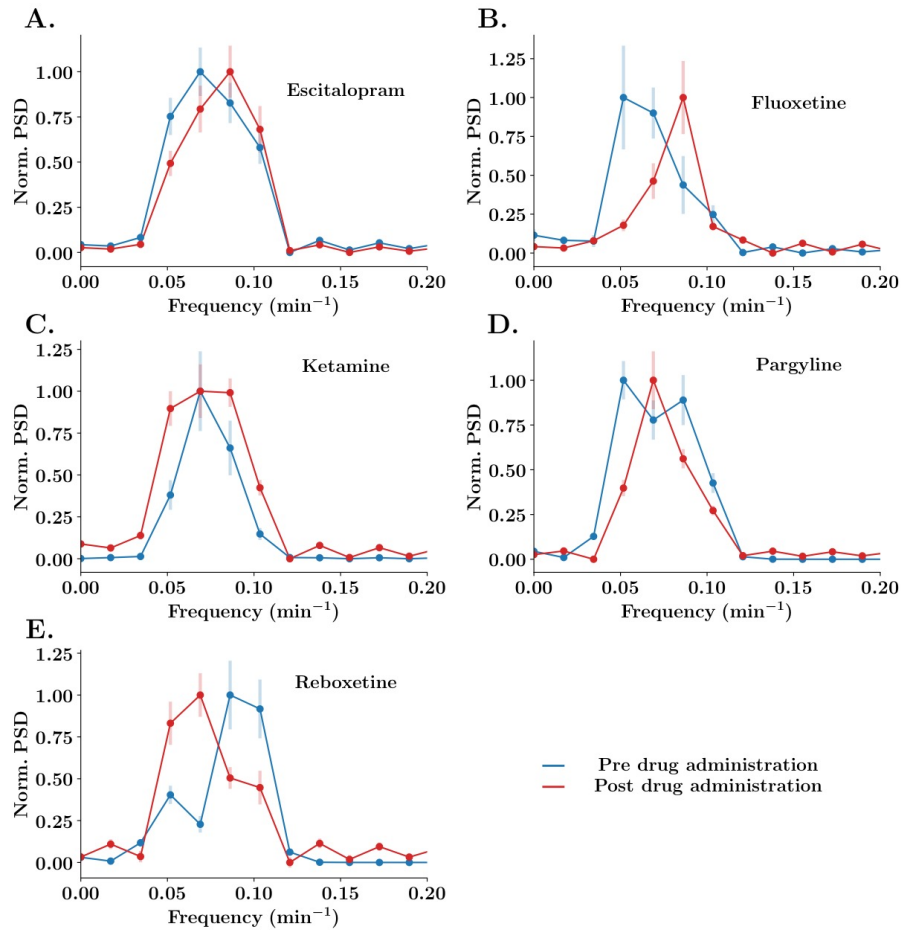 A.
Escitalopram
Norm. PSD
1.00
0.75
0.50
0.25
0.00
0.00 0.05 0.10 0.15 0.20
Frequency (min⁻¹)
B.
Fluoxetine
Norm. PSD
1.25
1.00
0.75
0.50
0.25
0.00
0.00 0.05 0.10 0.15 0.20
Frequency (min⁻¹)
C.
Ketamine
Norm. PSD
1.25
1.00
0.75
0.50
0.25
0.00
0.00 0.05 0.10 0.15 0.20
Frequency (min⁻¹)
D.
Pargyline
Norm. PSD
1.00
0.75
0.50
0.25
0.00
0.00 0.05 0.10 0.15 0.20
Frequency (min⁻¹)
E.
Reboxetine
Norm. PSD
1.25
1.00
0.75
0.50
0.25
0.00
0.00 0.05 0.10 0.15 0.20
Frequency (min⁻¹)
Pre drug administration
Post drug administration